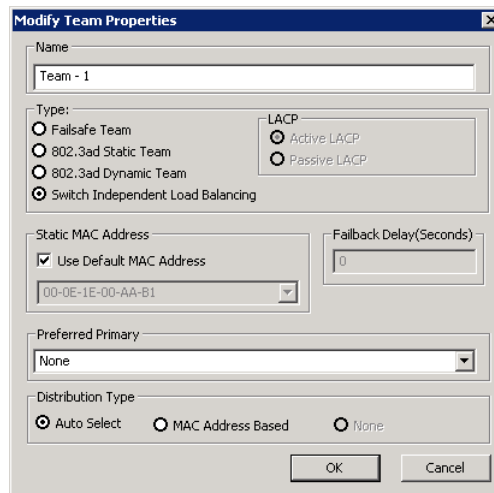 Modify Team Properties
Name
Team - 1
Type:
Failsafe Team
802.3ad Static Team
802.3ad Dynamic Team
Switch Independent Load Balancing
LACP
Active LACP
Passive LACP
Static MAC Address
Use Default MAC Address
00-0E-1E-00-AA-B1
Failback Delay(Seconds)
0
Preferred Primary
None
Distribution Type
Auto Select
MAC Address Based
None
OK
Cancel